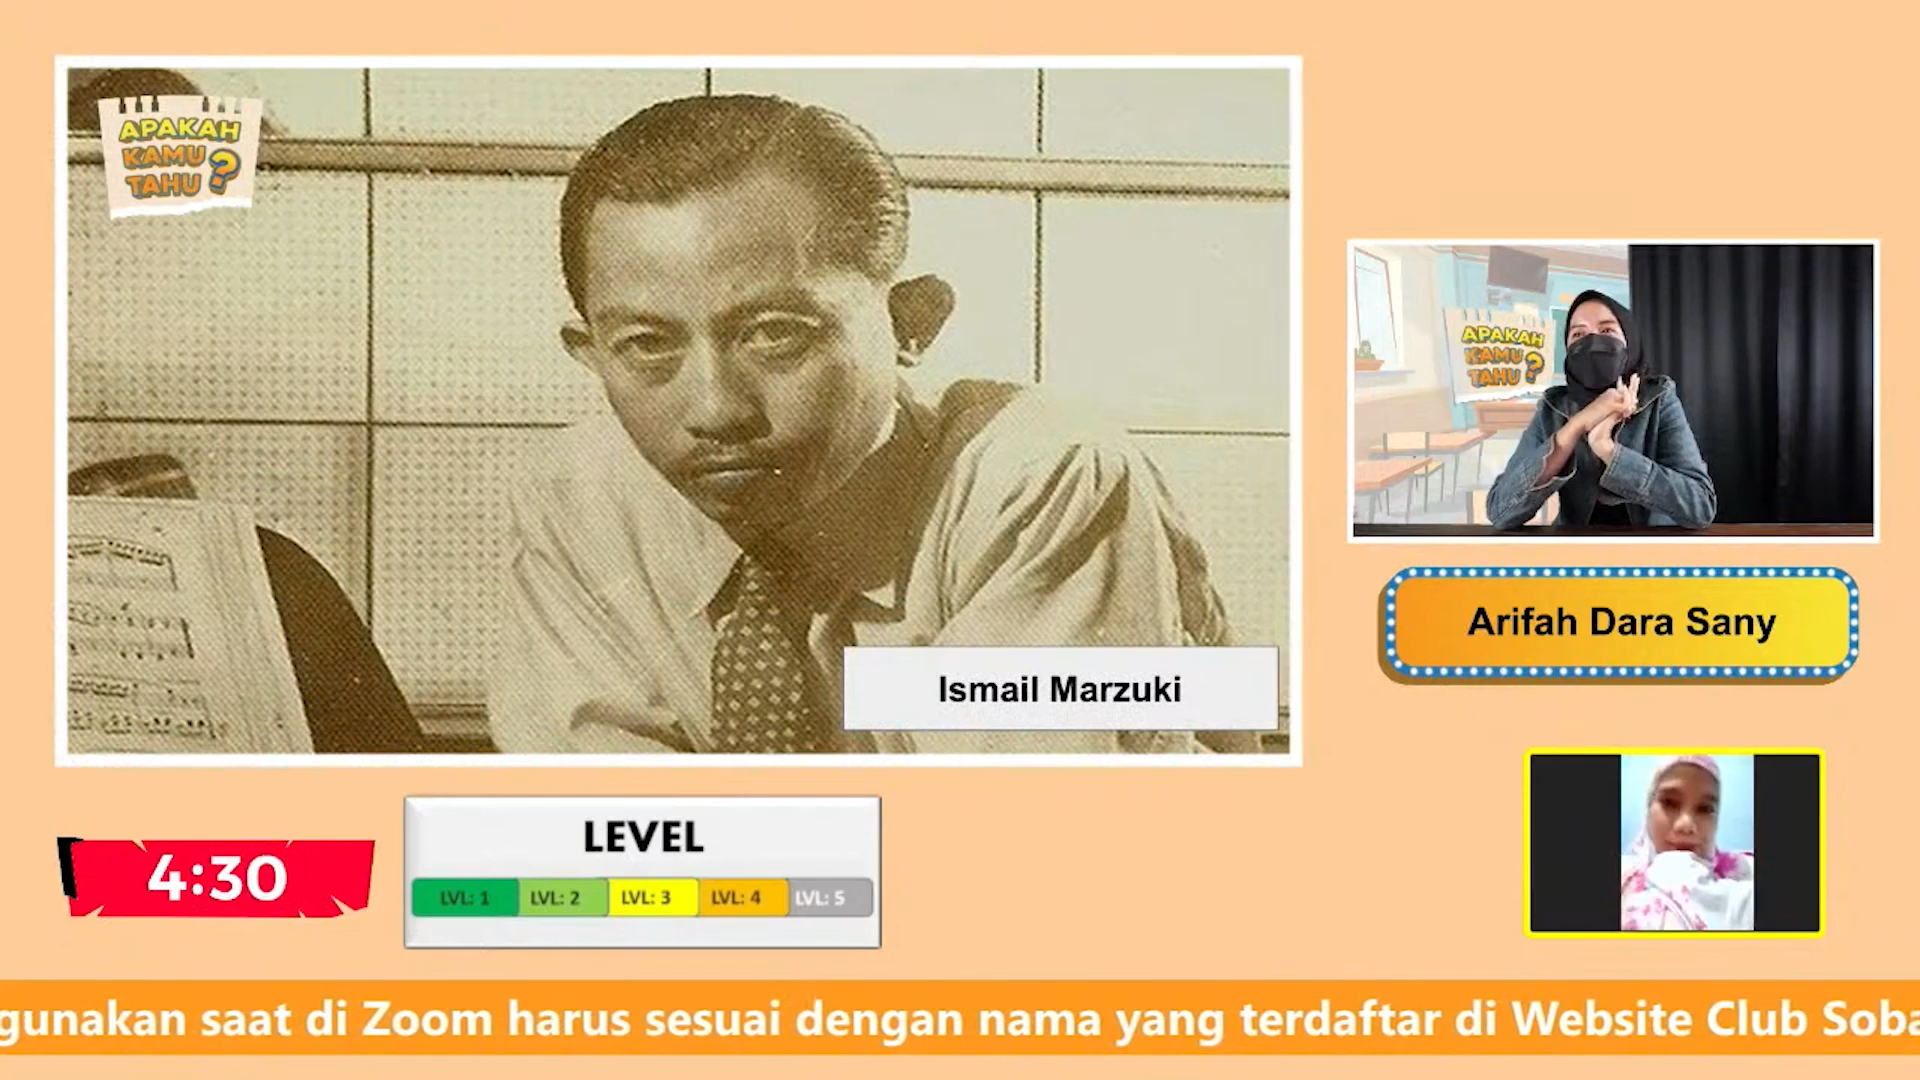 APAKAH
KAMU
TAHU ?
Ismail Marzuki
APAKAH
KAMU
TAHU ?
Arifah Dara Sany
4:30
LEVEL
LVL: 1 LVL: 2 LVL: 3 LVL: 4 LVL: 5
gunakan saat di Zoom harus sesuai dengan nama yang terdaftar di Website Club Soba